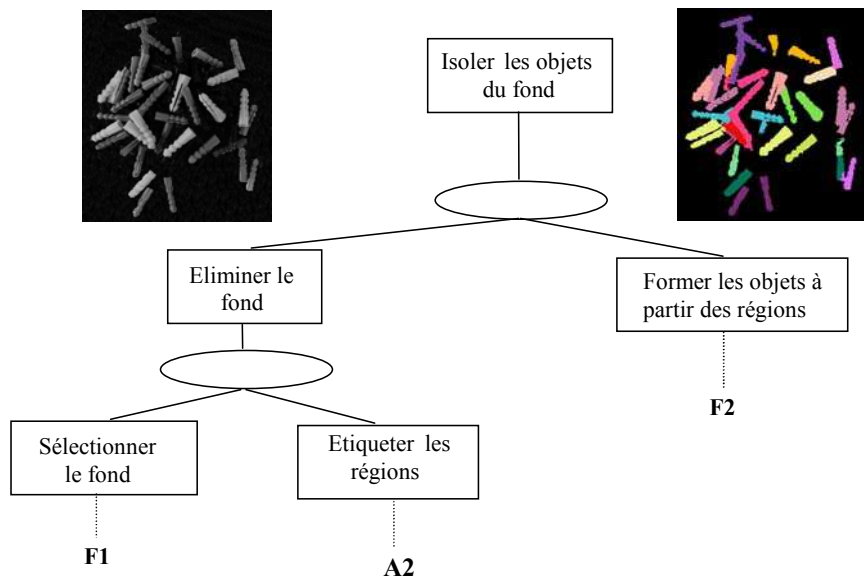 Isoler les objets
du fond
Eliminer le
fond
Former les objets à
partir des régions
F2
Sélectionner
le fond
Etiqueter les
régions
F1
A2